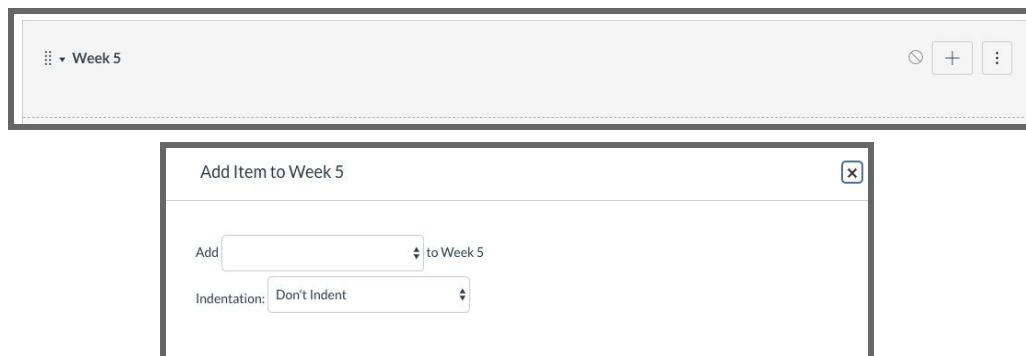 Week 5
Add Item to Week 5
Add to Week 5
Indentation: Don't Indent